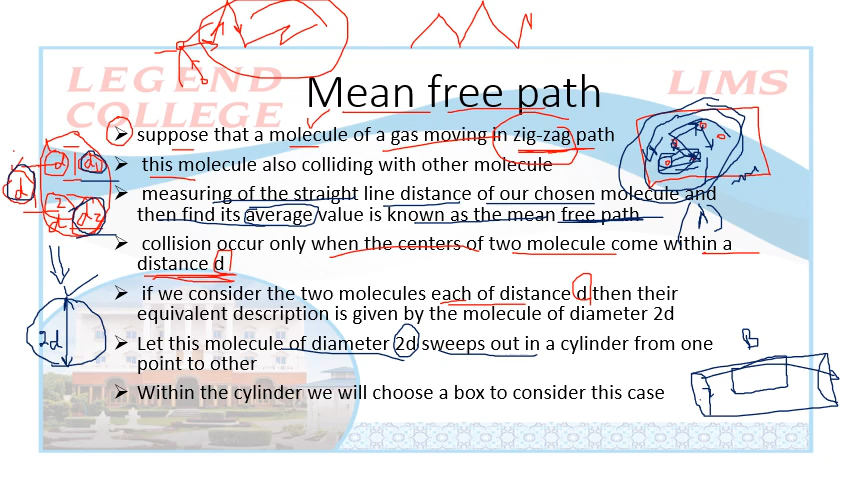 LEGEND
COLLEGE
LIMS
Mean free path
➢ suppose that a molecule of a gas moving in zig-zag path
➢ this molecule also colliding with other molecule
➢ measuring of the straight line distance of our chosen molecule and
then find its average value is known as the mean free path
➢ collision occur only when the centers of two molecule come within a
distance d
➢ if we consider the two molecules each of distance d then their
equivalent description is given by the molecule of diameter 2d
➢ Let this molecule of diameter 2d sweeps out in a cylinder from one
point to other
➢ Within the cylinder we will choose a box to consider this case
d
d
2d
B